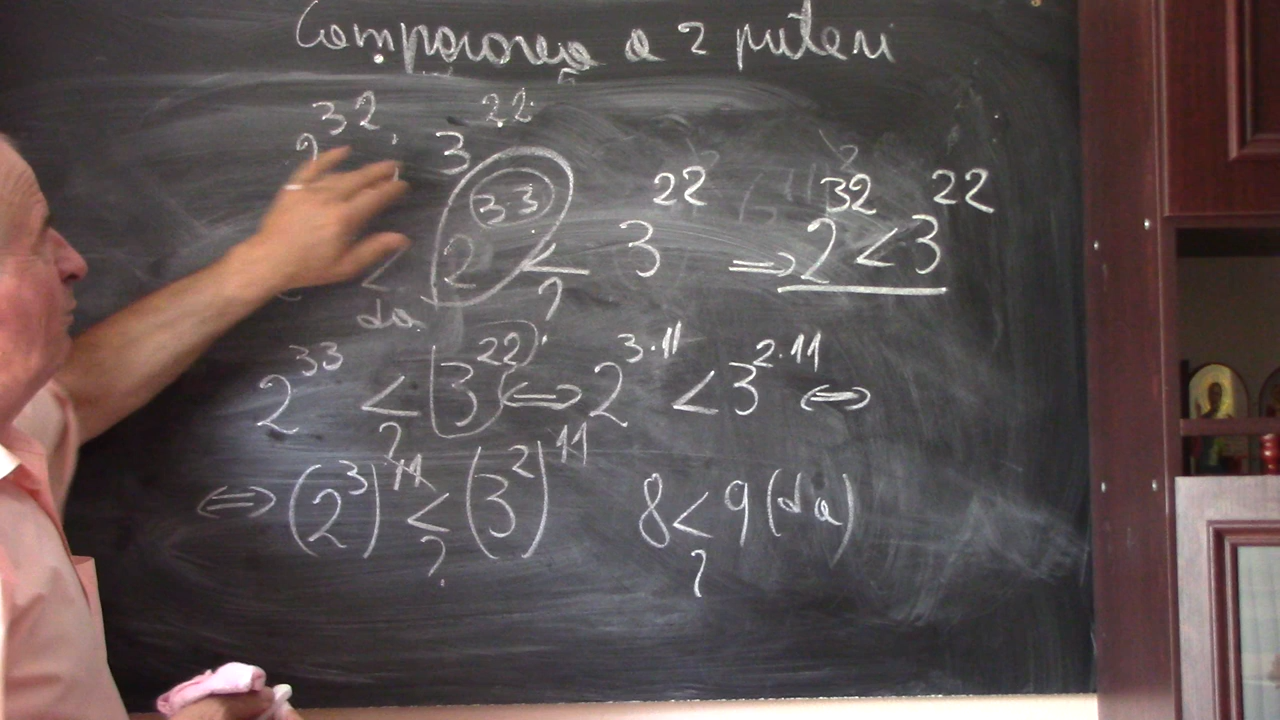 Compararea a 2 puteri
2^32 ; 3^22
2^33 < 3^22 ⇒ 2^32 < 3^22
da ?
2^33 < 3^22 ⇔ 2^(3·11) < 3^(2·11) ⇔
?
⇔ (2^3)^11 < (3^2)^11 8 < 9 (da)
? ?